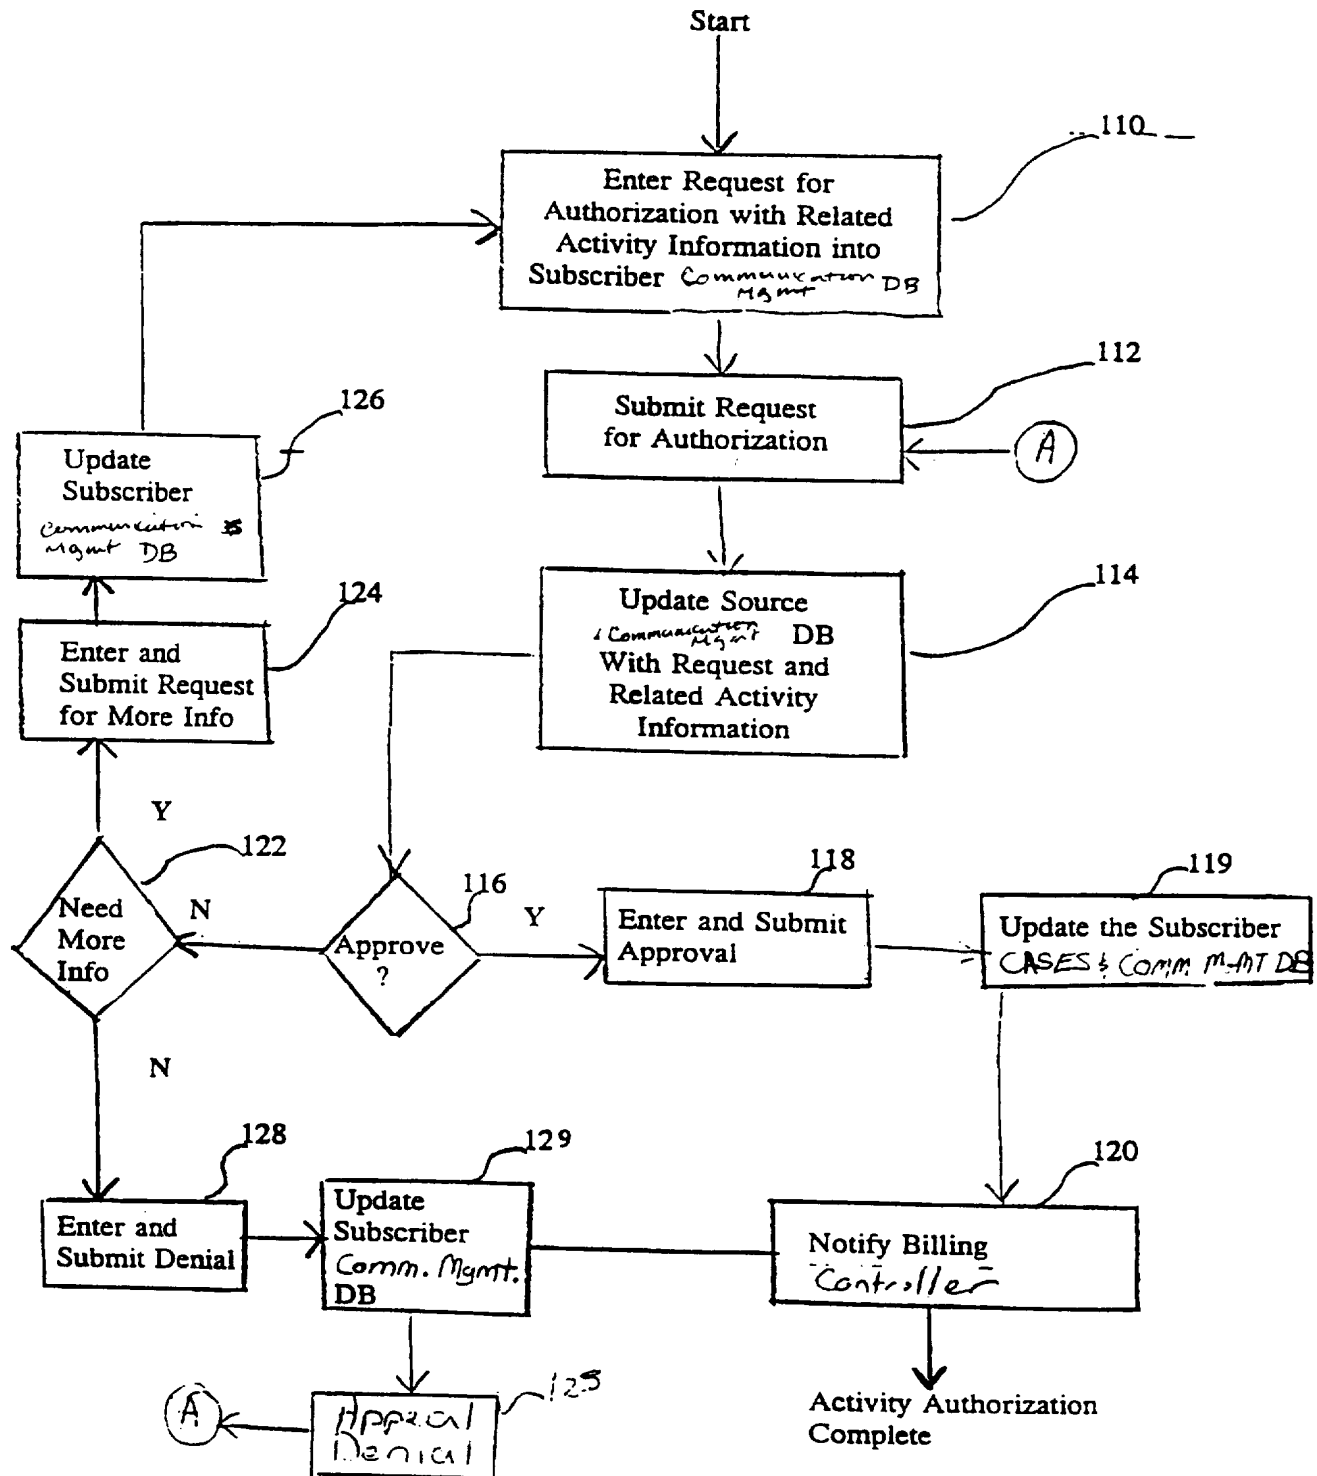 Start
110
Enter Request for
Authorization with Related
Activity Information into
Subscriber Communication DB
Mgmt
112
Submit Request
for Authorization
A
126
Update
Subscriber
Communication
Mgmt DB
114
Update Source
Communication DB
Mgmt
With Request and
Related Activity
Information
124
Enter and
Submit Request
for More Info
Y
122
Need
More
Info
N
116
Approve
?
Y
118
Enter and Submit
Approval
119
Update the Subscriber
CASES & COMM MMT DB
N
128
Enter and
Submit Denial
129
Update
Subscriber
Comm. Mgmt.
DB
120
Notify Billing
Controller
Activity Authorization
Complete
A
Appeal
Denial